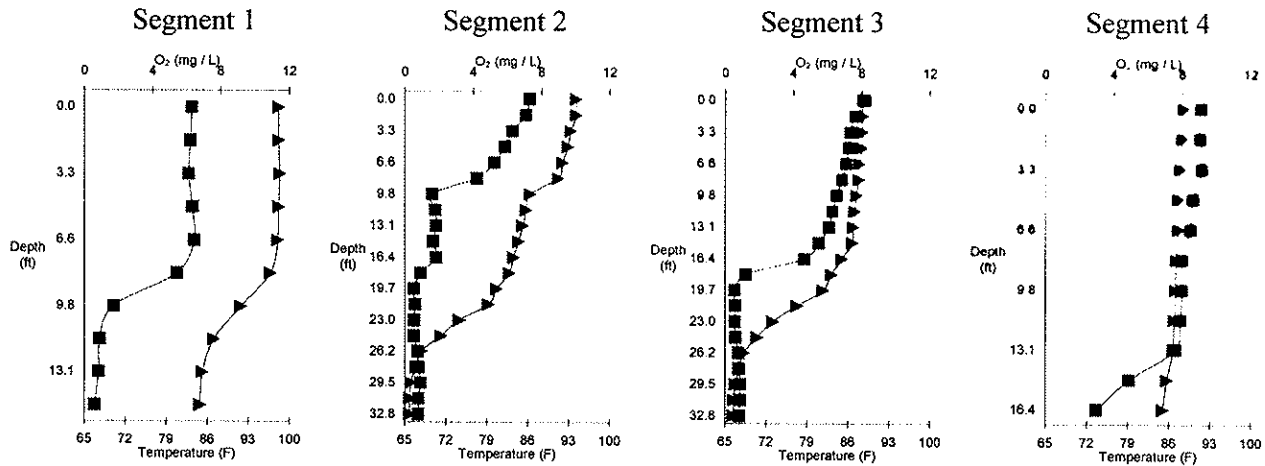 Segment 1
O₂ (mg / L)
0 4 8 12
0.0
3.3
6.6
9.8
13.1
Depth
(ft)
65 72 79 86 93 100
Temperature (F)
Segment 2
O₂ (mg / L)
0 4 8 12
0.0
3.3
6.6
9.8
13.1
16.4
19.7
23.0
26.2
29.5
32.8
Depth
(ft)
65 72 79 86 93 100
Temperature (F)
Segment 3
O₂ (mg / L)
0 4 8 12
0 0
3.3
6 6
9.8
13.1
16.4
19.7
23.0
26.2
29.5
32.8
Depth
(ft)
65 72 79 86 93 100
Temperature (F)
Segment 4
O. (mg / L)
0 4 8 12
0 0
3.3
6 6
9.8
13.1
16.4
Depth
(ft)
65 72 79 86 93 100
Temperature (F)